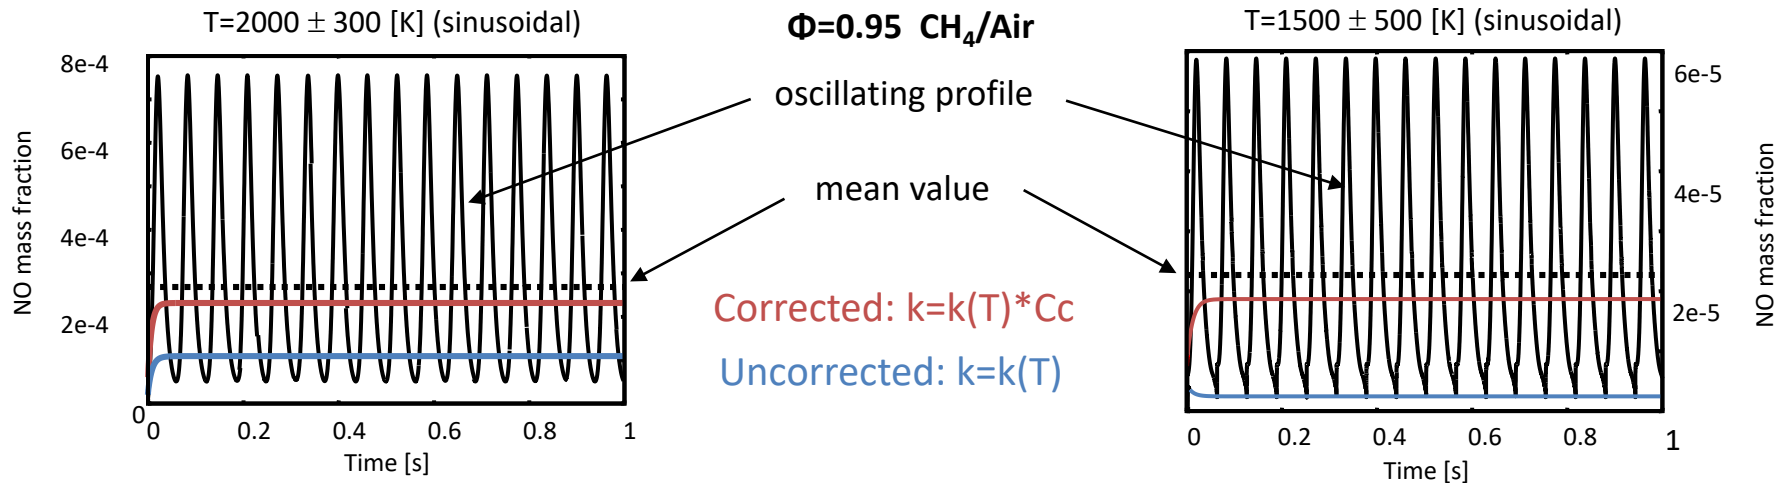 T=2000 ± 300 [K] (sinusoidal)
Φ=0.95 CH₄/Air
T=1500 ± 500 [K] (sinusoidal)
oscillating profile
mean value
Corrected: k=k(T)*Cc
Uncorrected: k=k(T)
NO mass fraction
8e-4
6e-4
4e-4
2e-4
0
0 0.2 0.4 0.6 0.8 1
Time [s]
6e-5
4e-5
2e-5
NO mass fraction
0 0.2 0.4 0.6 0.8 1
Time [s]